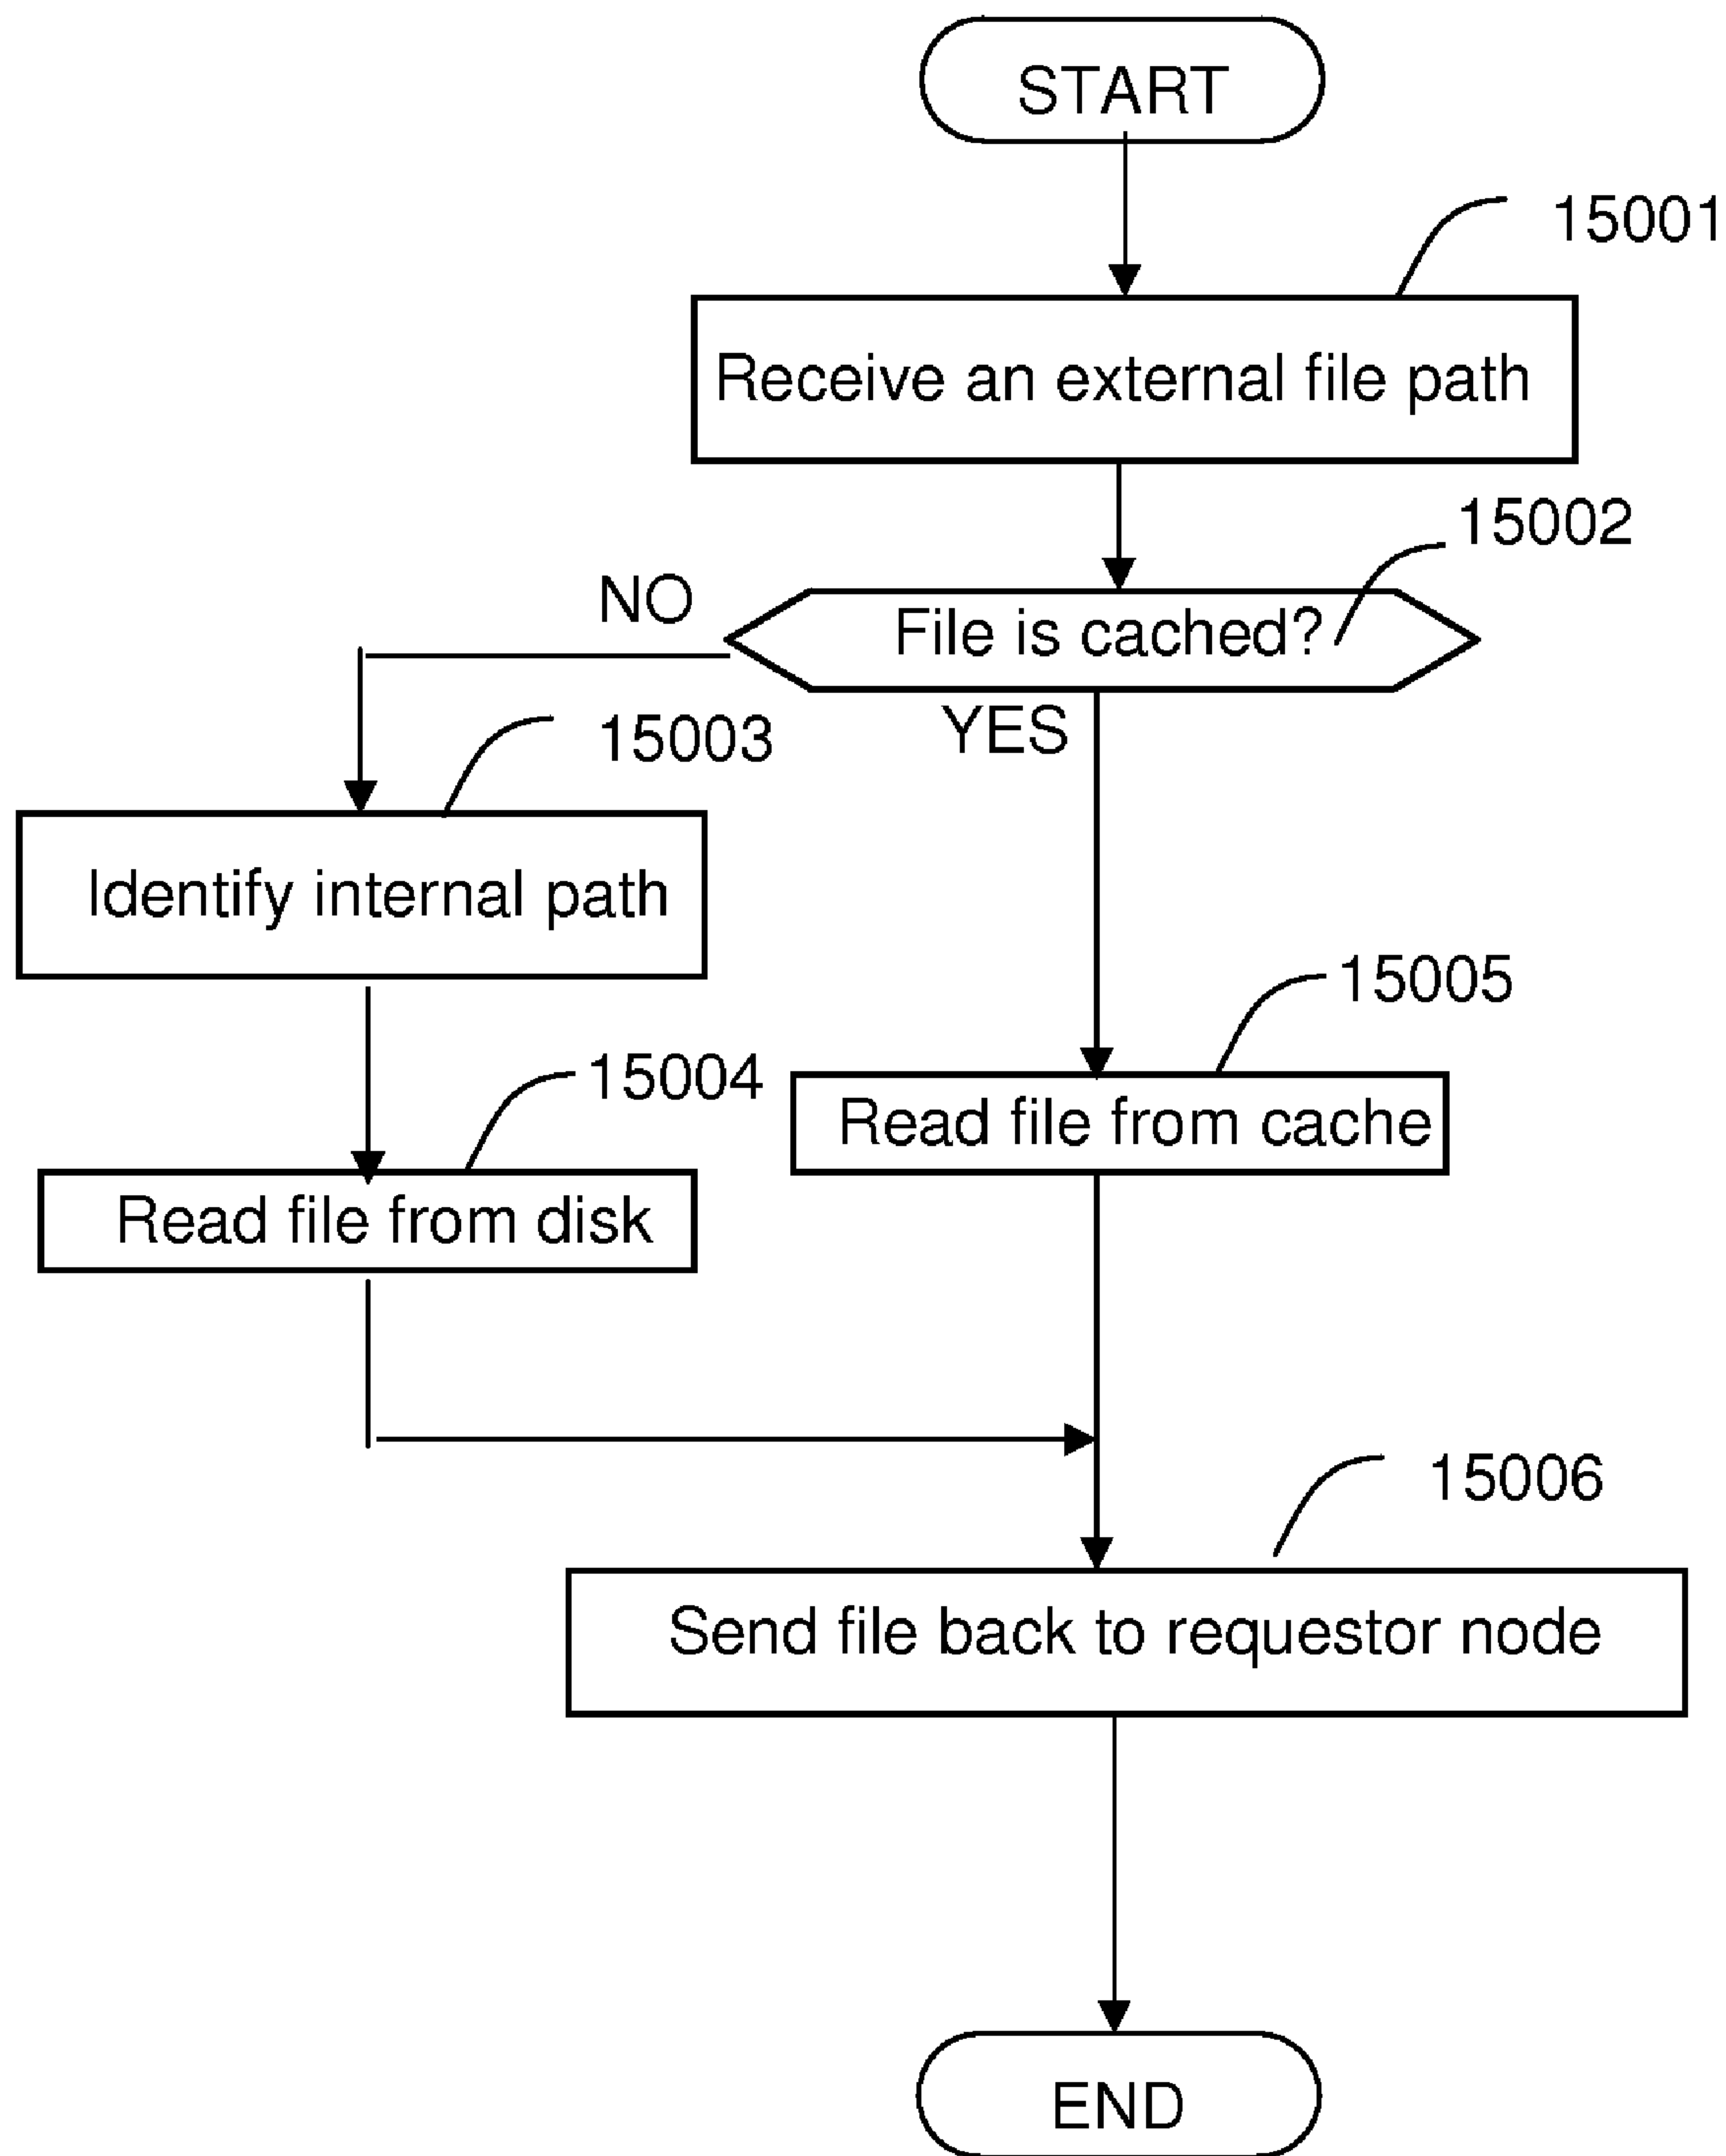 START
15001
Receive an external file path
15002
NO
File is cached?
YES
15003
Identify internal path
15005
15004
Read file from cache
Read file from disk
15006
Send file back to requestor node
END